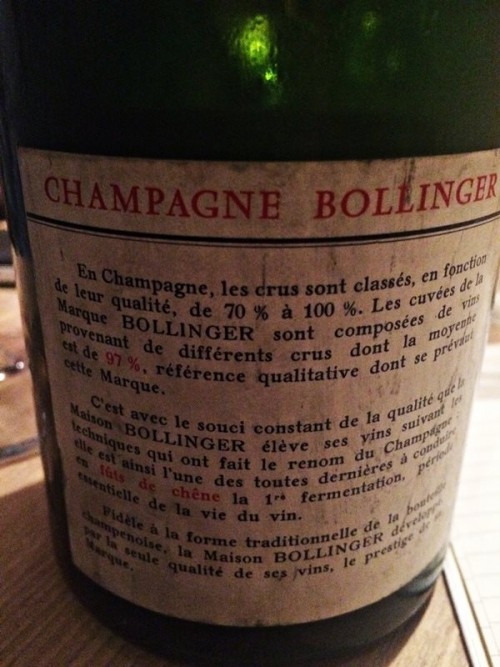 CHAMPAGNE BOLLINGER
En Champagne, les crus sont classés, en fonction
de leur qualité, de 70 % à 100 %. Les cuvées de la
Marque BOLLINGER sont composées de vins
provenant de différents crus dont la moyenne
est de 97 %, référence qualitative dont se prévaut
cette Marque.
C'est avec le souci constant de la qualité que la
Maison BOLLINGER élève ses vins suivant les
techniques qui ont fait le renom du Champagne :
elle est ainsi l'une des toutes dernières à conduire,
en fûts de chêne la 1re fermentation, période
essentielle de la vie du vin.
Fidèle à la forme traditionnelle de la bouteille
champenoise, la Maison BOLLINGER développe,
par la seule qualité de ses vins, le prestige de
Marque.